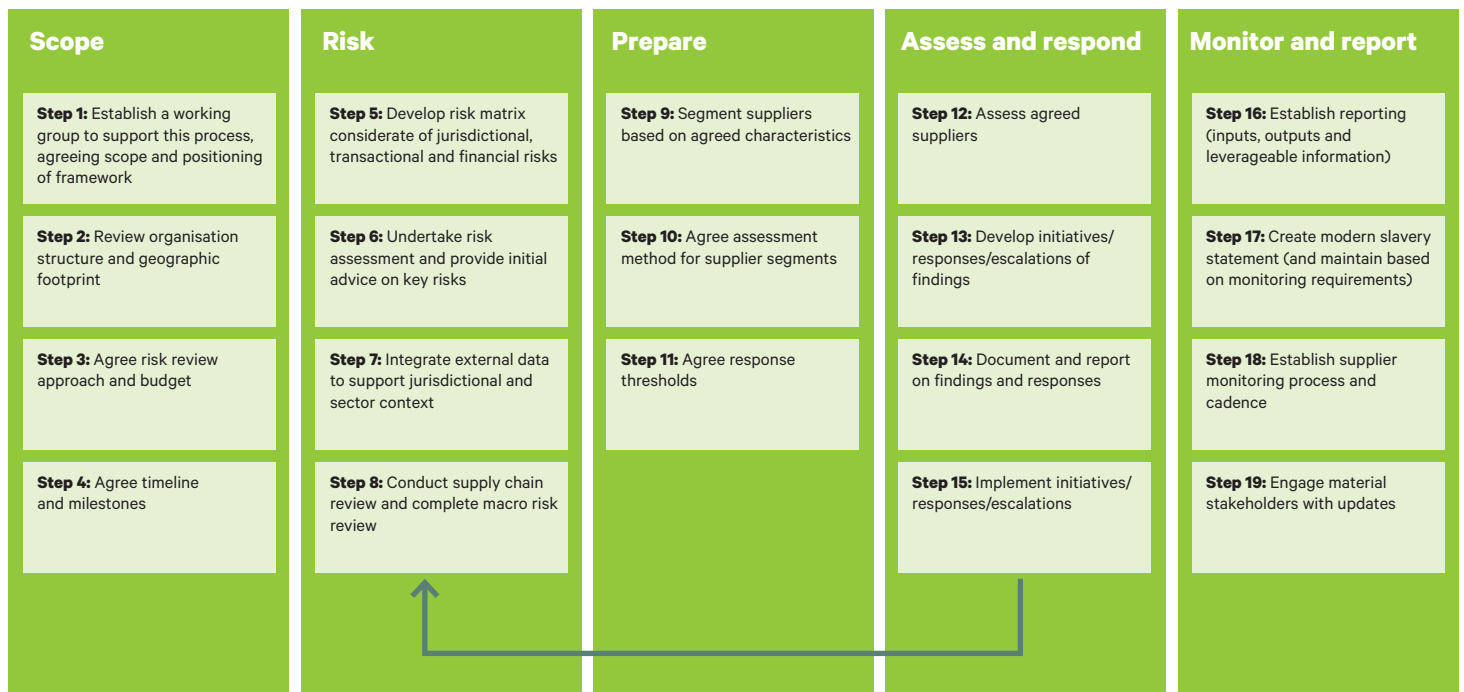 Scope
Step 1: Establish a working
group to support this process,
agreeing scope and positioning
of framework
Step 2: Review organisation
structure and geographic
footprint
Step 3: Agree risk review
approach and budget
Step 4: Agree timeline
and milestones
Risk
Step 5: Develop risk matrix
considerate of jurisdictional,
transactional and financial risks
Step 6: Undertake risk
assessment and provide initial
advice on key risks
Step 7: Integrate external data
to support jurisdictional and
sector context
Step 8: Conduct supply chain
review and complete macro risk
review
Prepare
Step 9: Segment suppliers
based on agreed characteristics
Step 10: Agree assessment
method for supplier segments
Step 11: Agree response
thresholds
Assess and respond
Step 12: Assess agreed
suppliers
Step 13: Develop initiatives/
responses/escalations of
findings
Step 14: Document and report
on findings and responses
Step 15: Implement initiatives/
responses/escalations
Monitor and report
Step 16: Establish reporting
(inputs, outputs and
leverageable information)
Step 17: Create modern slavery
statement (and maintain based
on monitoring requirements)
Step 18: Establish supplier
monitoring process and
cadence
Step 19: Engage material
stakeholders with updates